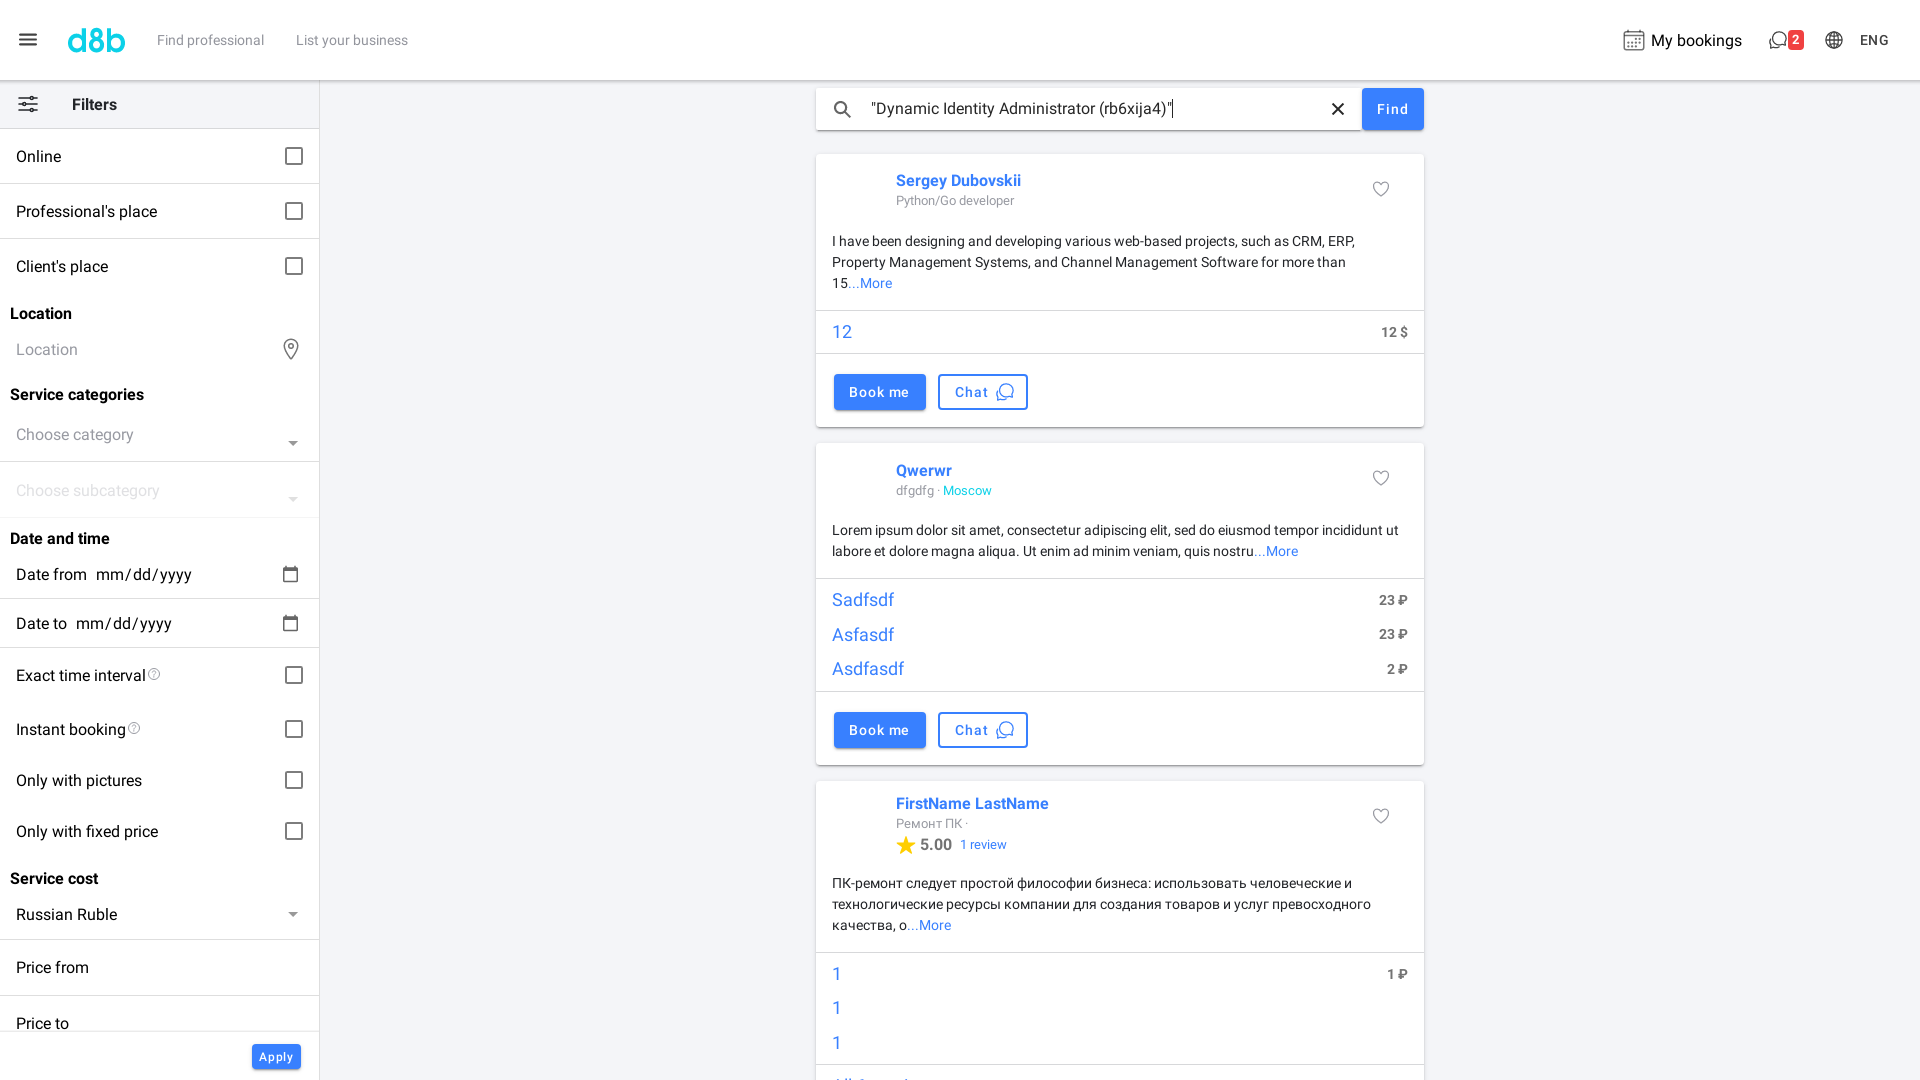 d8b
Find professional
List your business
My bookings
2
ENG
Filters
Online
Professional's place
Client's place
Location
Location
Service categories
Choose category
Choose subcategory
Date and time
Date from mm/dd/yyyy
Date to mm/dd/yyyy
Exact time interval
Instant booking
Only with pictures
Only with fixed price
Service cost
Russian Ruble
Price from
Price to
Apply
"Dynamic Identity Administrator (rb6xija4)"
Find
Sergey Dubovskii
Python/Go developer
I have been designing and developing various web-based projects, such as CRM, ERP,
Property Management Systems, and Channel Management Software for more than
15...More
12 12 $
Book me Chat
Qwerwr
dfgdfg · Moscow
Lorem ipsum dolor sit amet, consectetur adipiscing elit, sed do eiusmod tempor incididunt ut
labore et dolore magna aliqua. Ut enim ad minim veniam, quis nostru...More
Sadfsdf 23 ₽
Asfasdf 23 ₽
Asdfasdf 2 ₽
Book me Chat
FirstName LastName
Ремонт ПК ·
5.00 1 review
ПК-ремонт следует простой философии бизнеса: использовать человеческие и
технологические ресурсы компании для создания товаров и услуг превосходного
качества, о...More
1 1 ₽
1
1